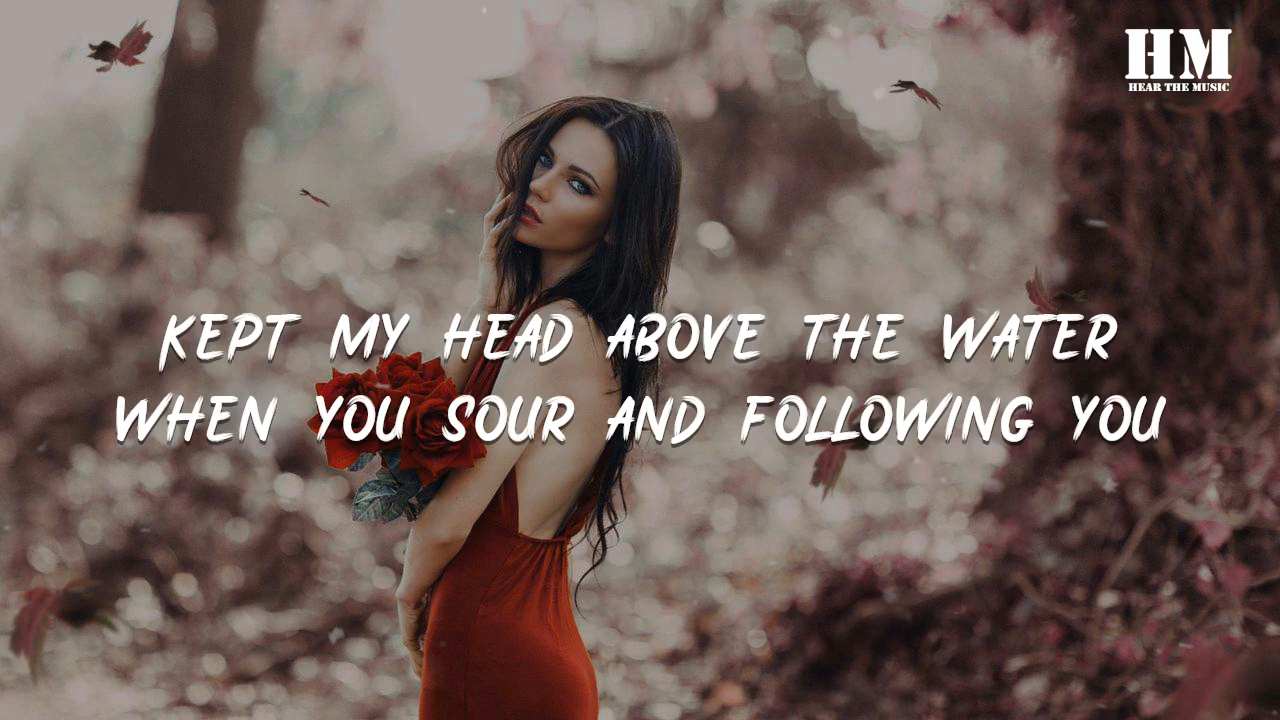 HM
HEAR THE MUSIC
KEPT MY HEAD ABOVE THE WATER
WHEN YOU SOUR AND FOLLOWING YOU